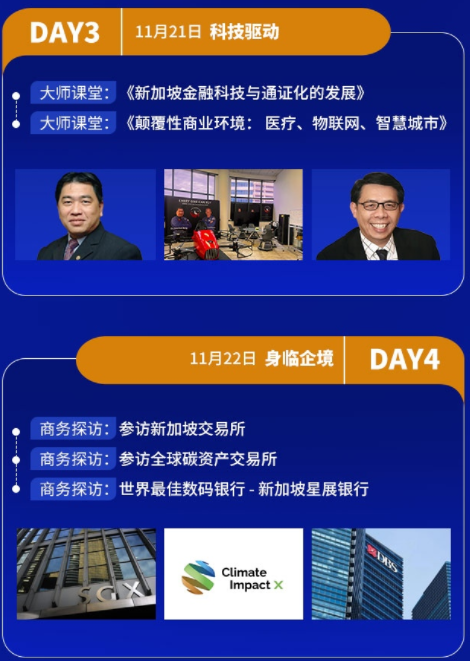 DAY3
11月21日 科技驱动
大师课堂：《新加坡金融科技与通证化的发展》
大师课堂：《颠覆性商业环境： 医疗、物联网、智慧城市》
11月22日 身临企境
DAY4
商务探访：参访新加坡交易所
商务探访：参访全球碳资产交易所
商务探访：世界最佳数码银行 - 新加坡星展银行
SGX
Climate
Impact X
DBS